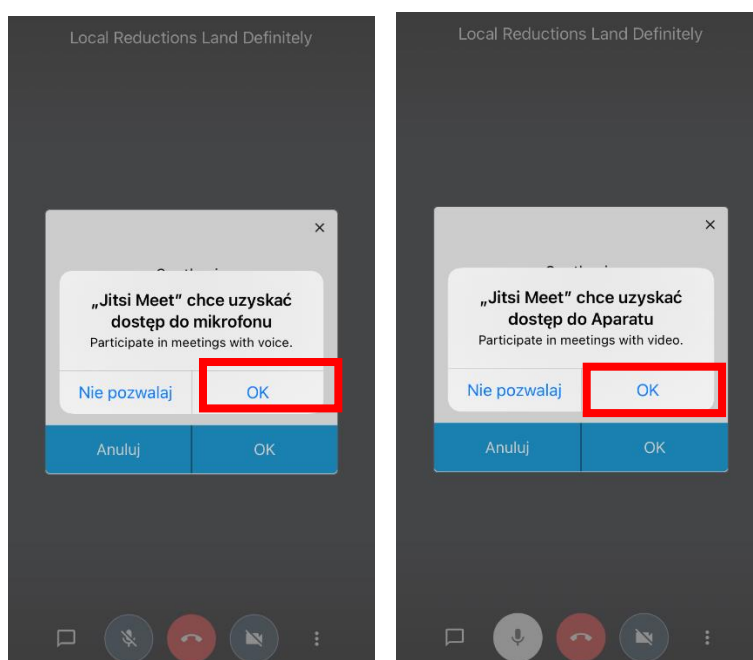 Local Reductions Land Definitely
„Jitsi Meet” chce uzyskać
dostęp do mikrofonu
Participate in meetings with voice.
Nie pozwalaj
OK
Anuluj
OK
Local Reductions Land Definitely
„Jitsi Meet” chce uzyskać
dostęp do Aparatu
Participate in meetings with video.
Nie pozwalaj
OK
Anuluj
OK